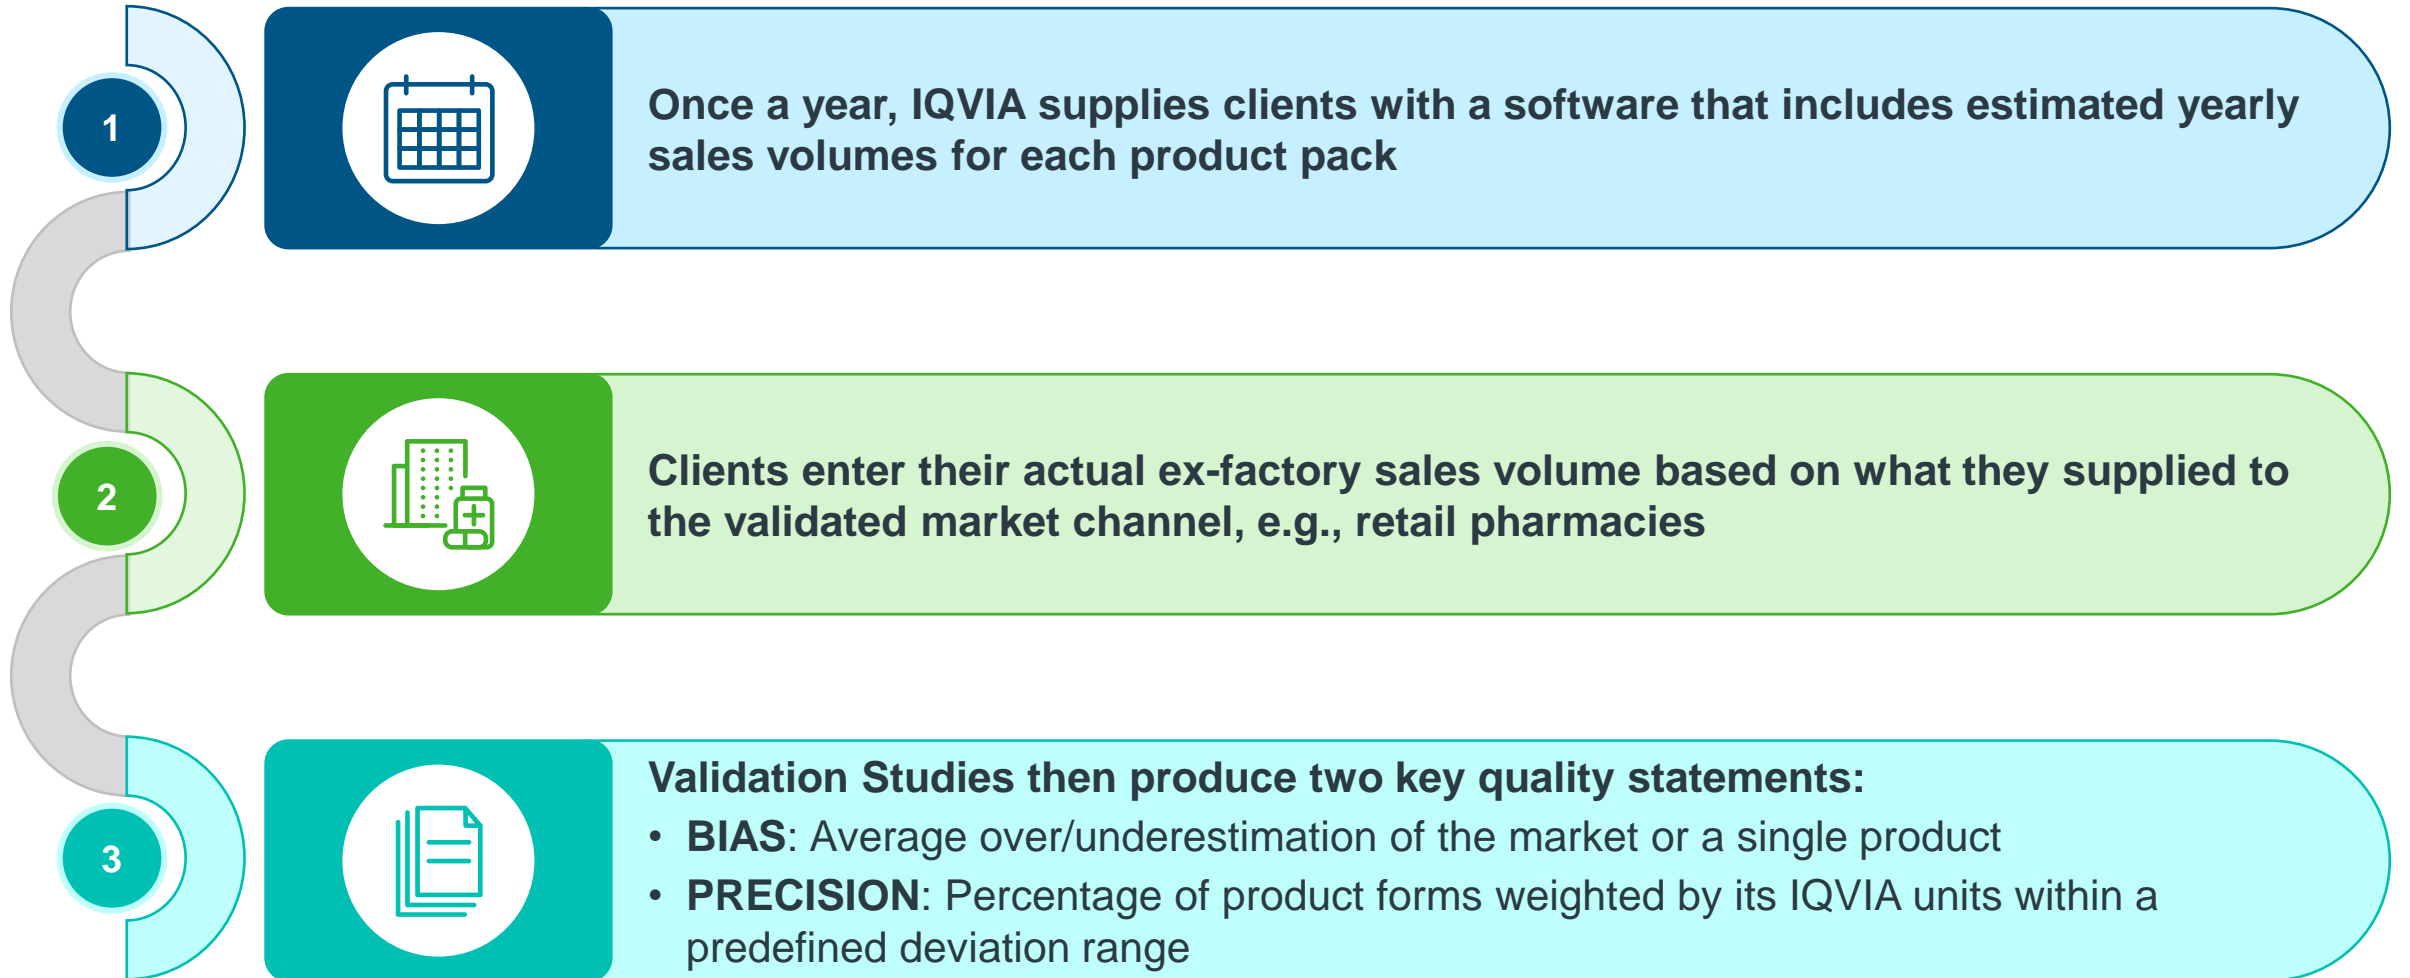 1
Once a year, IQVIA supplies clients with a software that includes estimated yearly
sales volumes for each product pack
2
Clients enter their actual ex-factory sales volume based on what they supplied to
the validated market channel, e.g., retail pharmacies
3
Validation Studies then produce two key quality statements:
• BIAS: Average over/underestimation of the market or a single product
• PRECISION: Percentage of product forms weighted by its IQVIA units within a
predefined deviation range